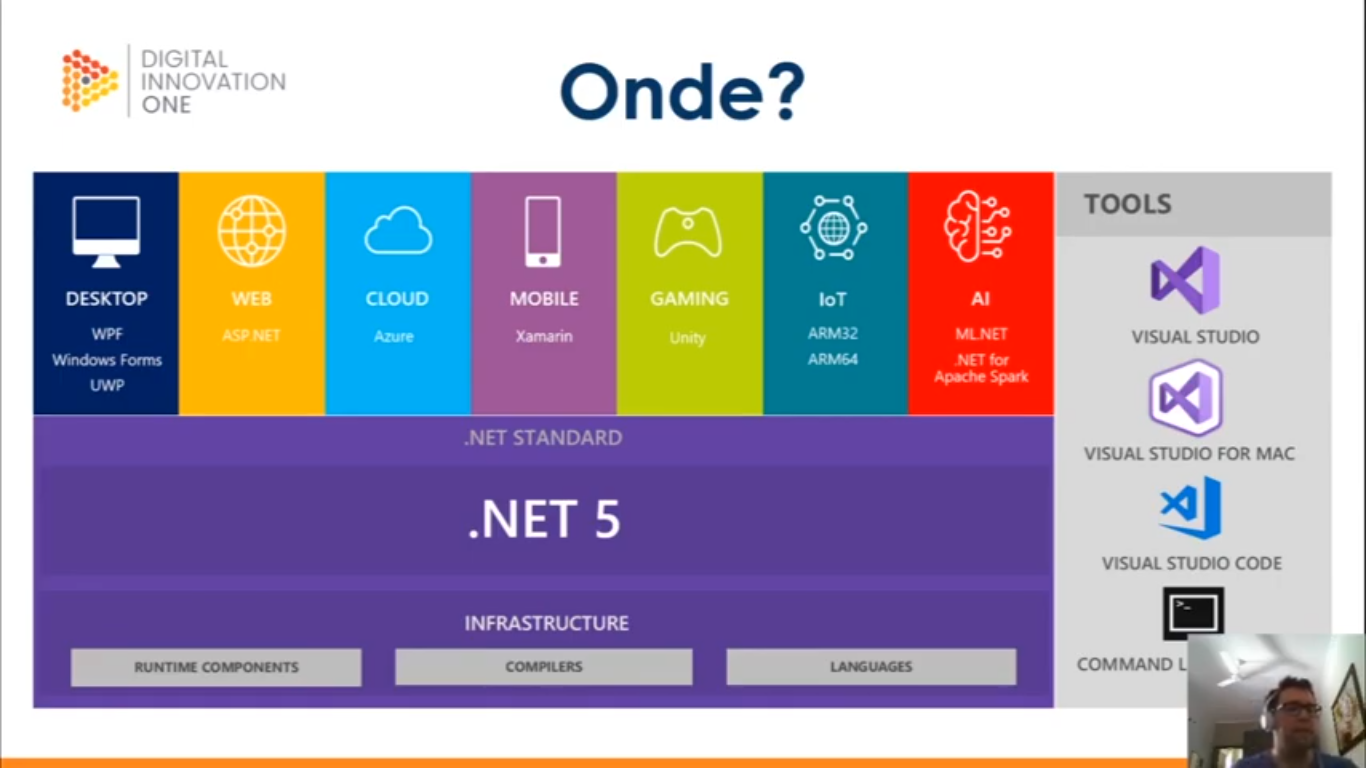 DIGITAL
INNOVATION
ONE
Onde?
DESKTOP
WPF
Windows Forms
UWP
WEB
ASP.NET
CLOUD
Azure
MOBILE
Xamarin
GAMING
Unity
IoT
ARM32
ARM64
AI
ML.NET
.NET for
Apache Spark
.NET STANDARD
.NET 5
INFRASTRUCTURE
RUNTIME COMPONENTS
COMPILERS
LANGUAGES
TOOLS
VISUAL STUDIO
VISUAL STUDIO FOR MAC
VISUAL STUDIO CODE
>_
COMMAND L